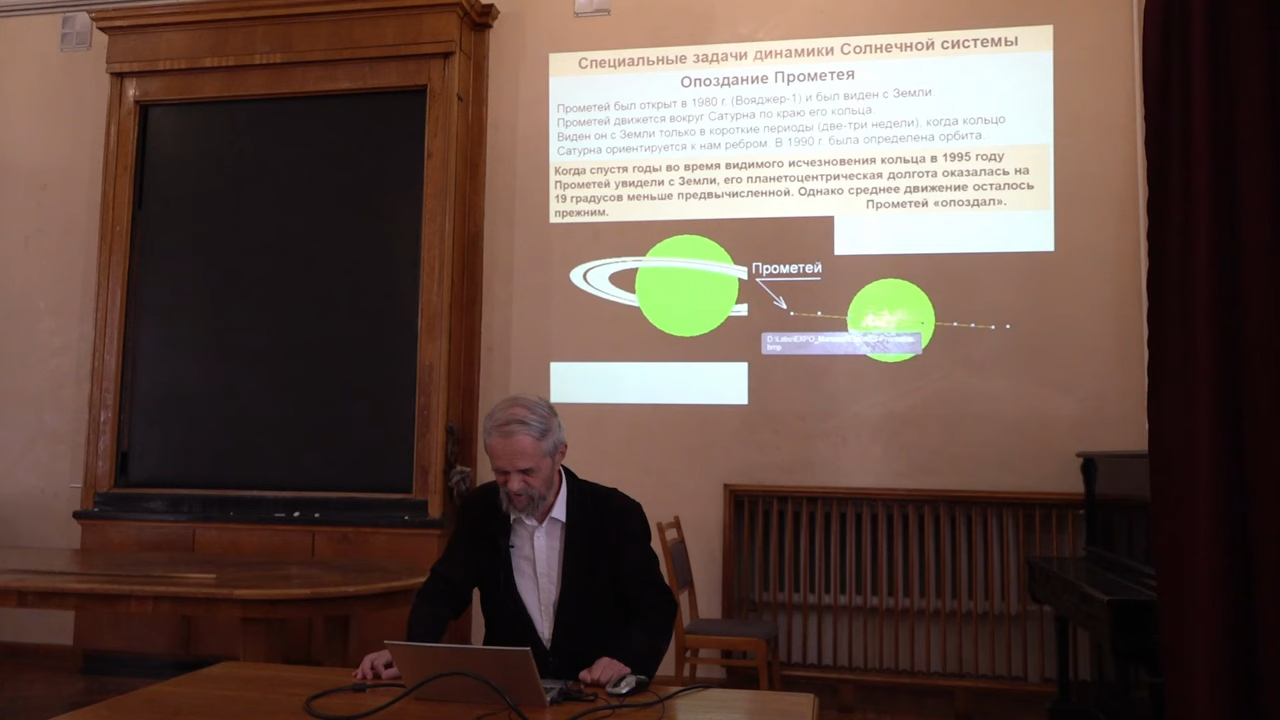 Специальные задачи динамики Солнечной системы
Опоздание Прометея
Прометей был открыт в 1980 г. (Вояджер-1) и был виден с Земли.
Прометей движется вокруг Сатурна по краю его кольца.
Виден он с Земли только в короткие периоды (две-три недели), когда кольцо
Сатурна ориентируется к нам ребром. В 1990 г. была определена орбита.
Когда спустя годы во время видимого исчезновения кольца в 1995 году
Прометей увидели с Земли, его планетоцентрическая долгота оказалась на
19 градусов меньше предвычисленной. Однако среднее движение осталось
прежним. Прометей «опоздал».
Прометей
bmp